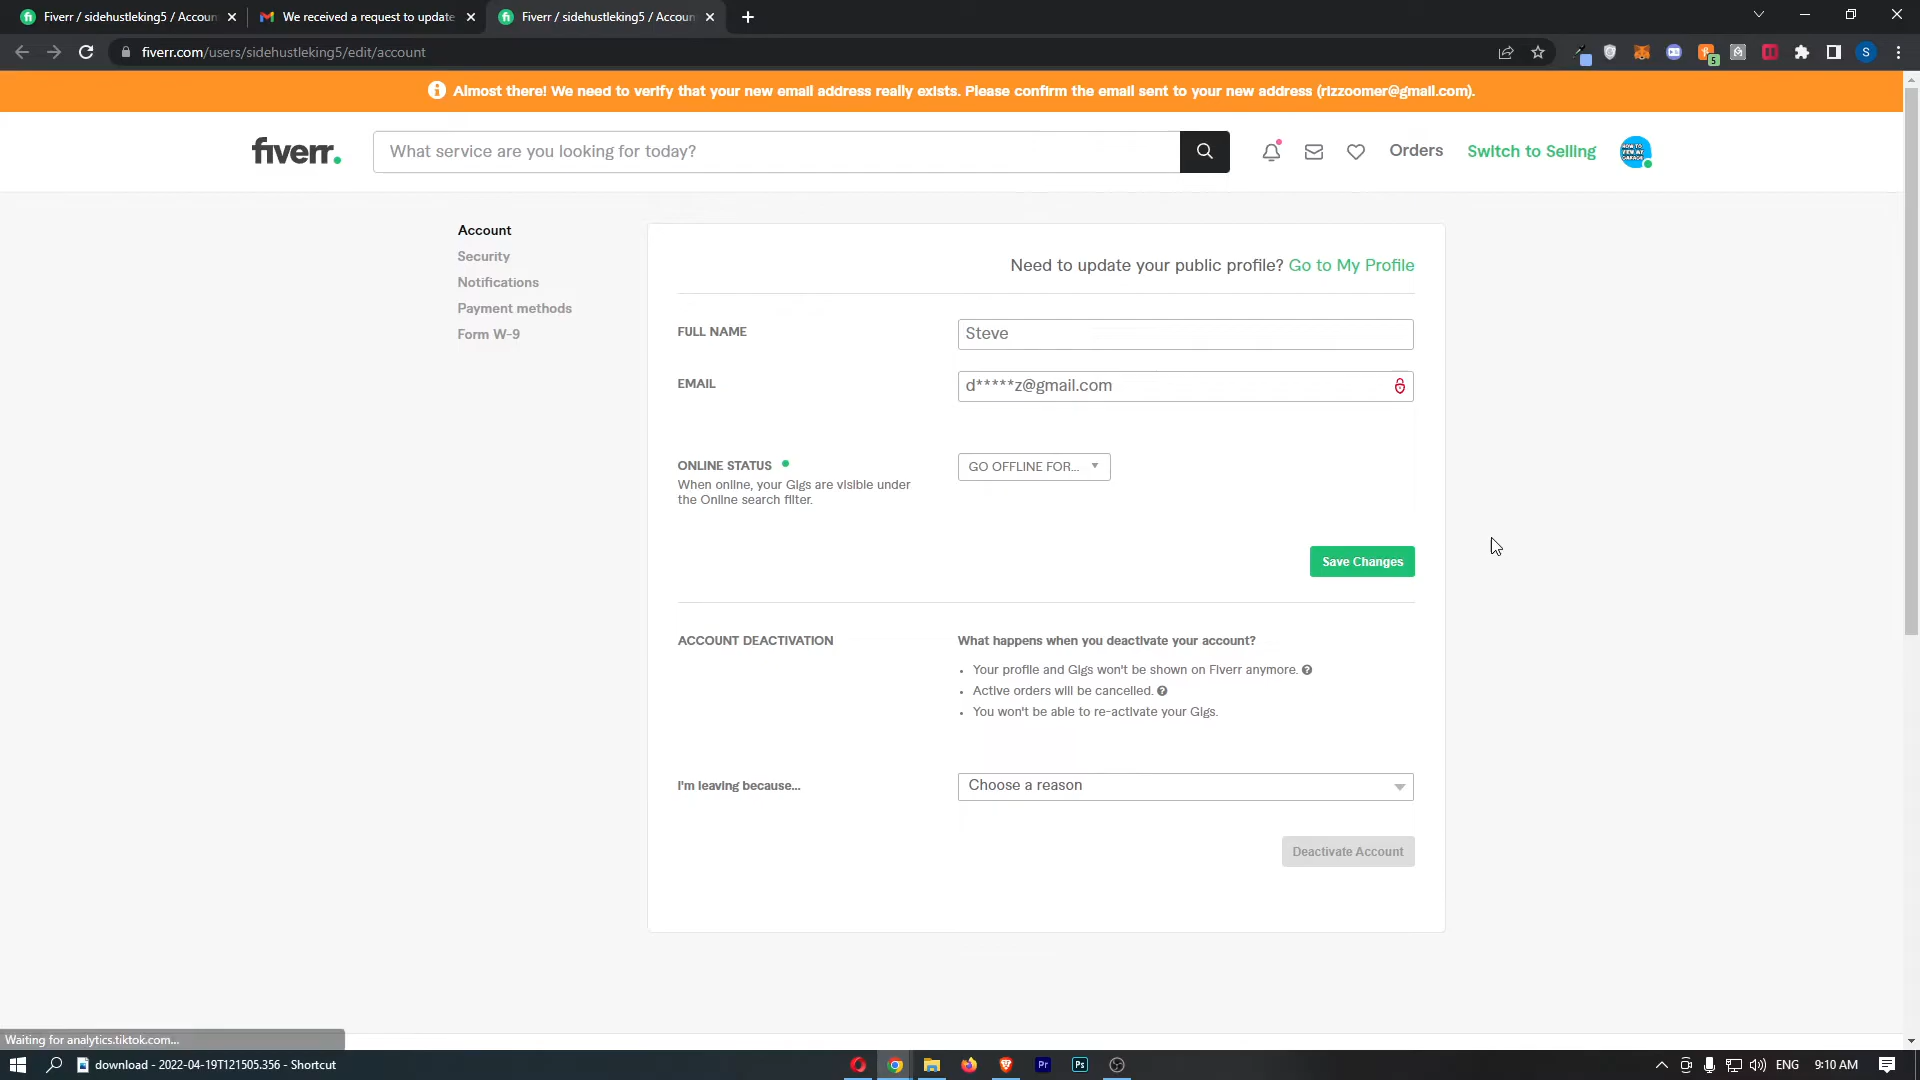 Fiverr / sidehustleking5 / Accoun
We received a request to update
Fiverr / sidehustleking5 / Accoun
fiverr.com/users/sidehustleking5/edit/account
5
S
Almost there! We need to verify that your new email address really exists. Please confirm the email sent to your new address (rizzoomer@gmail.com).
fiverr.
What service are you looking for today?
Orders
Switch to Selling
Account
Security
Notifications
Payment methods
Form W-9
Need to update your public profile? Go to My Profile
FULL NAME
Steve
EMAIL
d*****z@gmail.com
ONLINE STATUS
When online, your Gigs are visible under
the Online search filter.
GO OFFLINE FOR...
Save Changes
ACCOUNT DEACTIVATION
What happens when you deactivate your account?
Your profile and Gigs won't be shown on Fiverr anymore.
Active orders will be cancelled.
You won't be able to re-activate your Gigs.
I'm leaving because...
Choose a reason
Deactivate Account
Waiting for analytics.tiktok.com...
download - 2022-04-19T121505.356 - Shortcut
Pr
Ps
ENG
9:10 AM